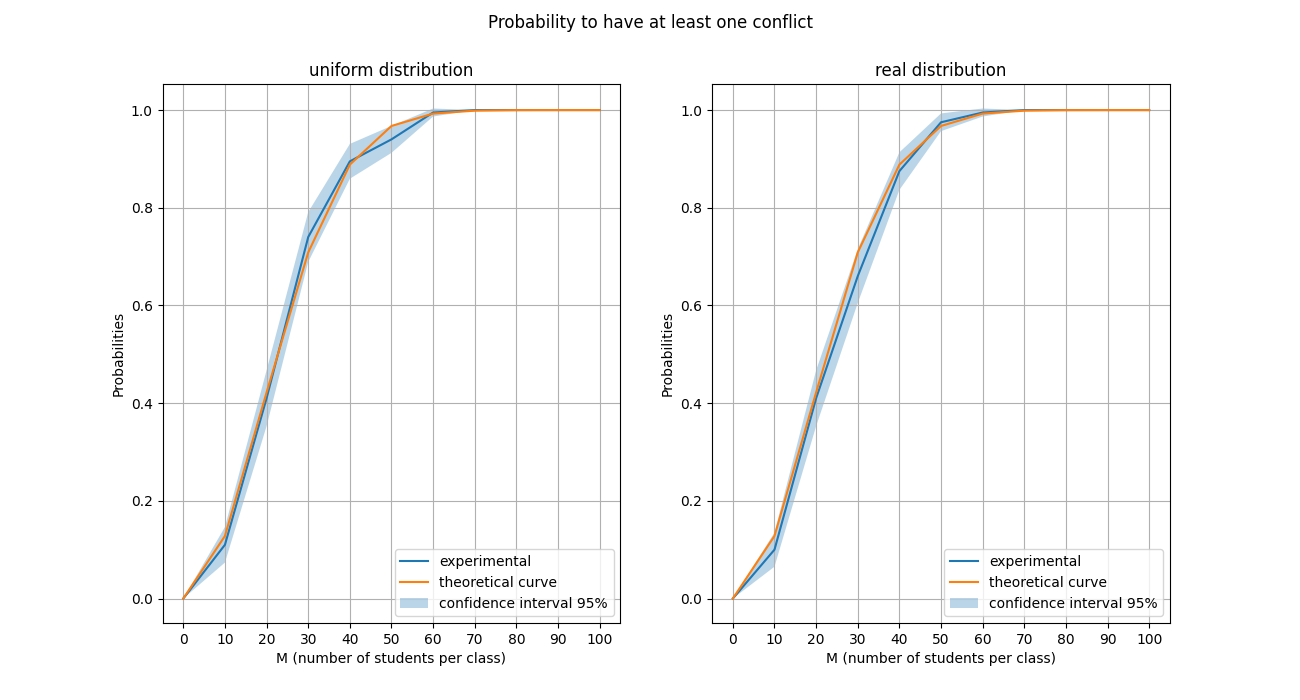 Probability to have at least one conflict
uniform distribution
1.0
0.8
0.6
0.4
0.2
0.0
Probabilities
experimental
theoretical curve
confidence interval 95%
0 10 20 30 40 50 60 70 80 90 100
M (number of students per class)
real distribution
1.0
0.8
0.6
0.4
0.2
0.0
Probabilities
experimental
theoretical curve
confidence interval 95%
0 10 20 30 40 50 60 70 80 90 100
M (number of students per class)